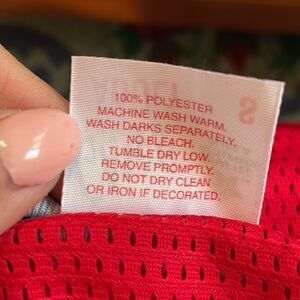 100% POLYESTER
MACHINE WASH WARM.
WASH DARKS SEPARATELY.
NO BLEACH.
TUMBLE DRY LOW.
REMOVE PROMPTLY.
DO NOT DRY CLEAN
OR IRON IF DECORATED.